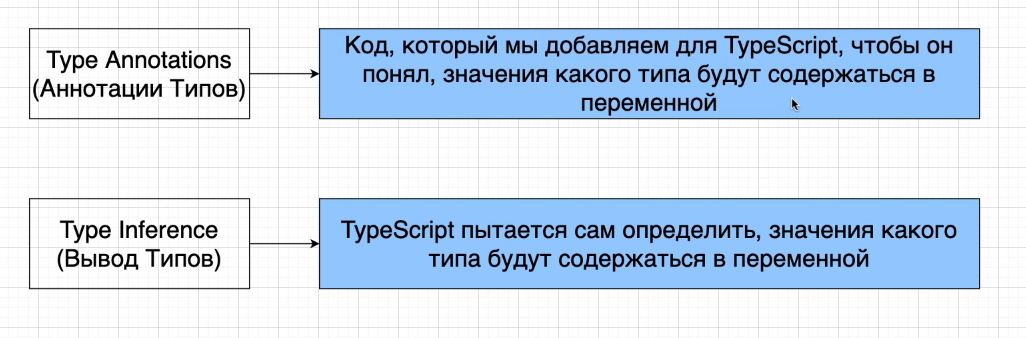 Type Annotations
(Аннотации Типов)
Код, который мы добавляем для TypeScript, чтобы он
понял, значения какого типа будут содержаться в
переменной
Type Inference
(Вывод Типов)
TypeScript пытается сам определить, значения какого
типа будут содержаться в переменной